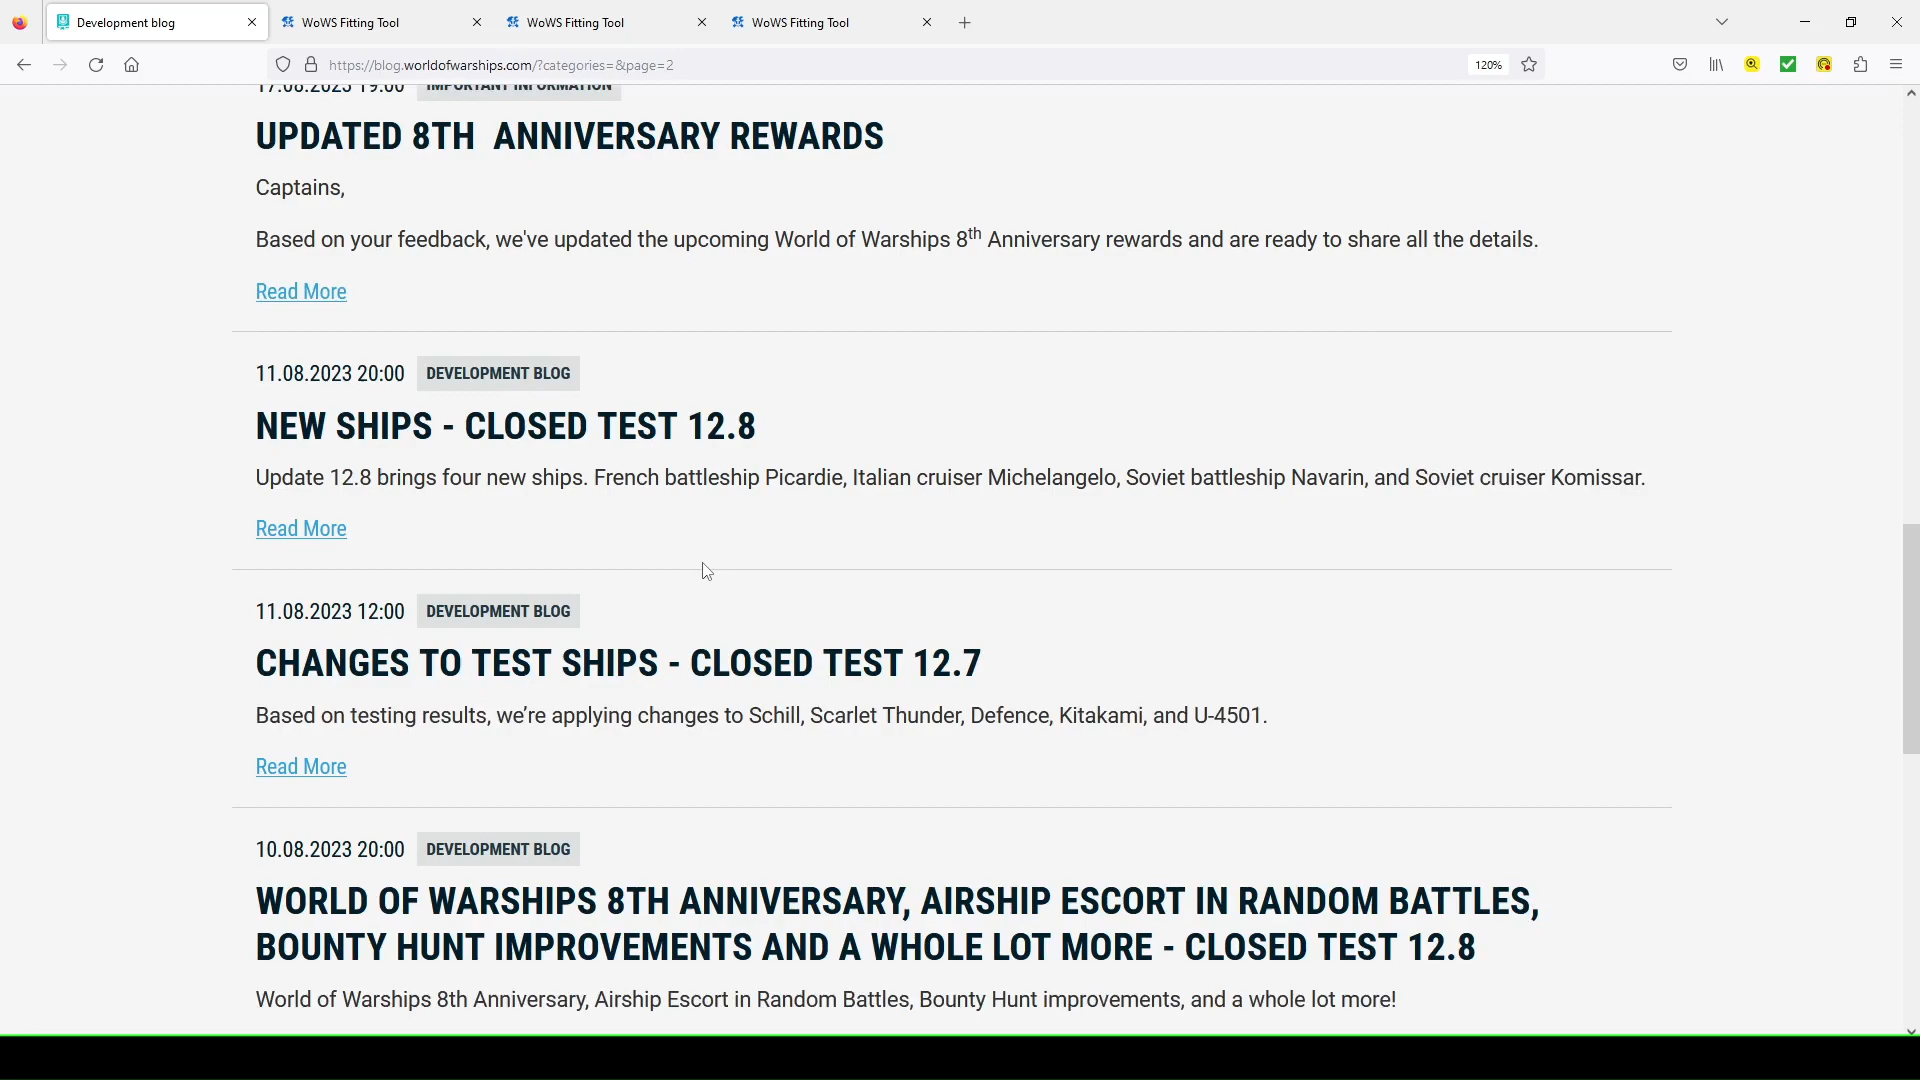 Development blog
WoWS Fitting Tool
WoWS Fitting Tool
WoWS Fitting Tool
https://blog.worldofwarships.com/?categories=&page=2
120%
17.08.2023 19:00 IMPORTANT INFORMATION
UPDATED 8TH ANNIVERSARY REWARDS
Captains,
Based on your feedback, we've updated the upcoming World of Warships 8th Anniversary rewards and are ready to share all the details.
Read More
11.08.2023 20:00 DEVELOPMENT BLOG
NEW SHIPS - CLOSED TEST 12.8
Update 12.8 brings four new ships. French battleship Picardie, Italian cruiser Michelangelo, Soviet battleship Navarin, and Soviet cruiser Komissar.
Read More
11.08.2023 12:00 DEVELOPMENT BLOG
CHANGES TO TEST SHIPS - CLOSED TEST 12.7
Based on testing results, we’re applying changes to Schill, Scarlet Thunder, Defence, Kitakami, and U-4501.
Read More
10.08.2023 20:00 DEVELOPMENT BLOG
WORLD OF WARSHIPS 8TH ANNIVERSARY, AIRSHIP ESCORT IN RANDOM BATTLES,
BOUNTY HUNT IMPROVEMENTS AND A WHOLE LOT MORE - CLOSED TEST 12.8
World of Warships 8th Anniversary, Airship Escort in Random Battles, Bounty Hunt improvements, and a whole lot more!